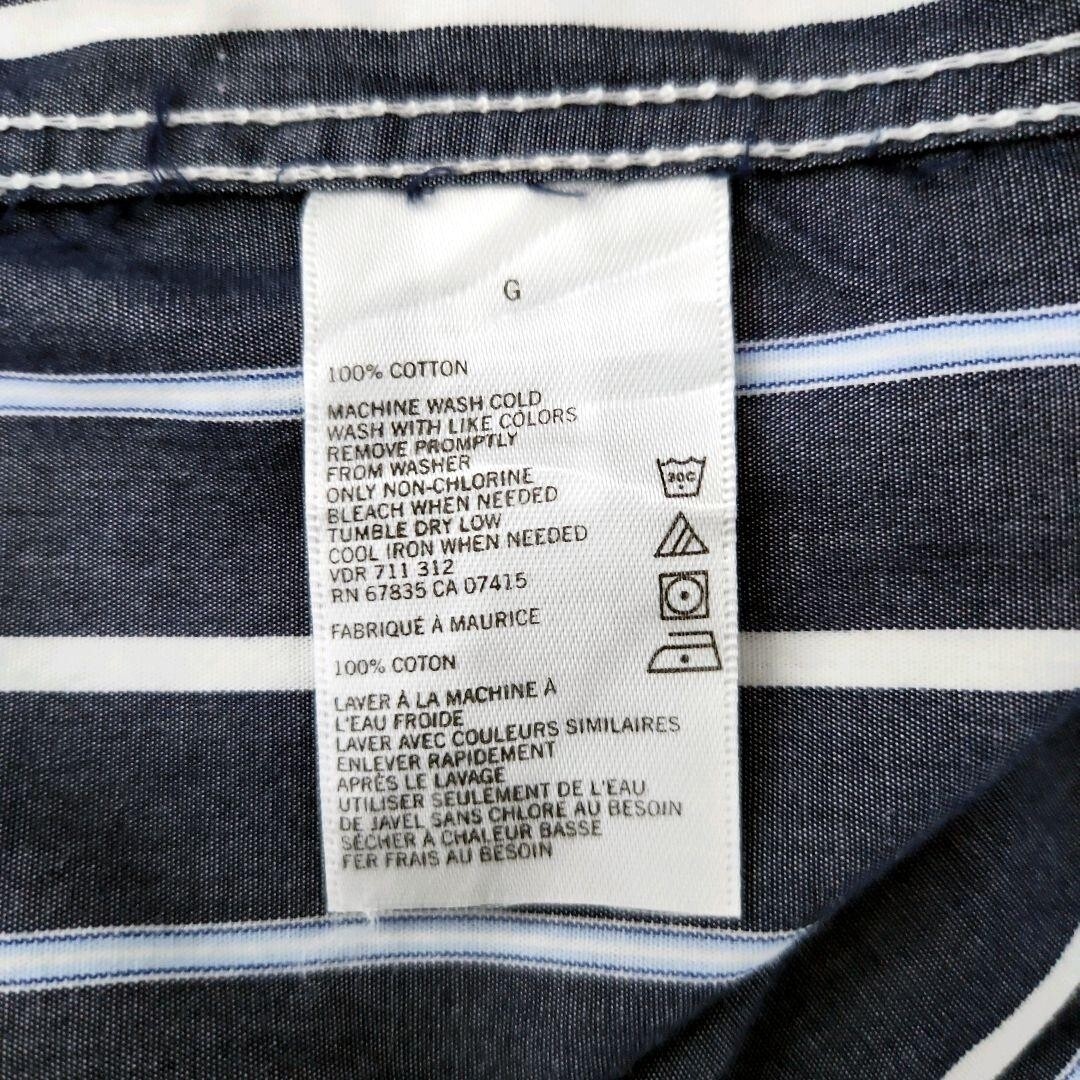 G
100% COTTON
MACHINE WASH COLD
WASH WITH LIKE COLORS
REMOVE PROMPTLY
FROM WASHER
ONLY NON-CHLORINE
BLEACH WHEN NEEDED
TUMBLE DRY LOW
COOL IRON WHEN NEEDED
VDR 711 312
RN 67835 CA 07415
30C
FABRIQUÉ À MAURICE
100% COTON
LAVER À LA MACHINE À
L'EAU FROIDE
LAVER AVEC COULEURS SIMILAIRES
ENLEVER RAPIDEMENT
APRÈS LE LAVAGE
UTILISER SEULEMENT DE L'EAU
DE JAVEL SANS CHLORE AU BESOIN
SÉCHER À CHALEUR BASSE
FER FRAIS AU BESOIN